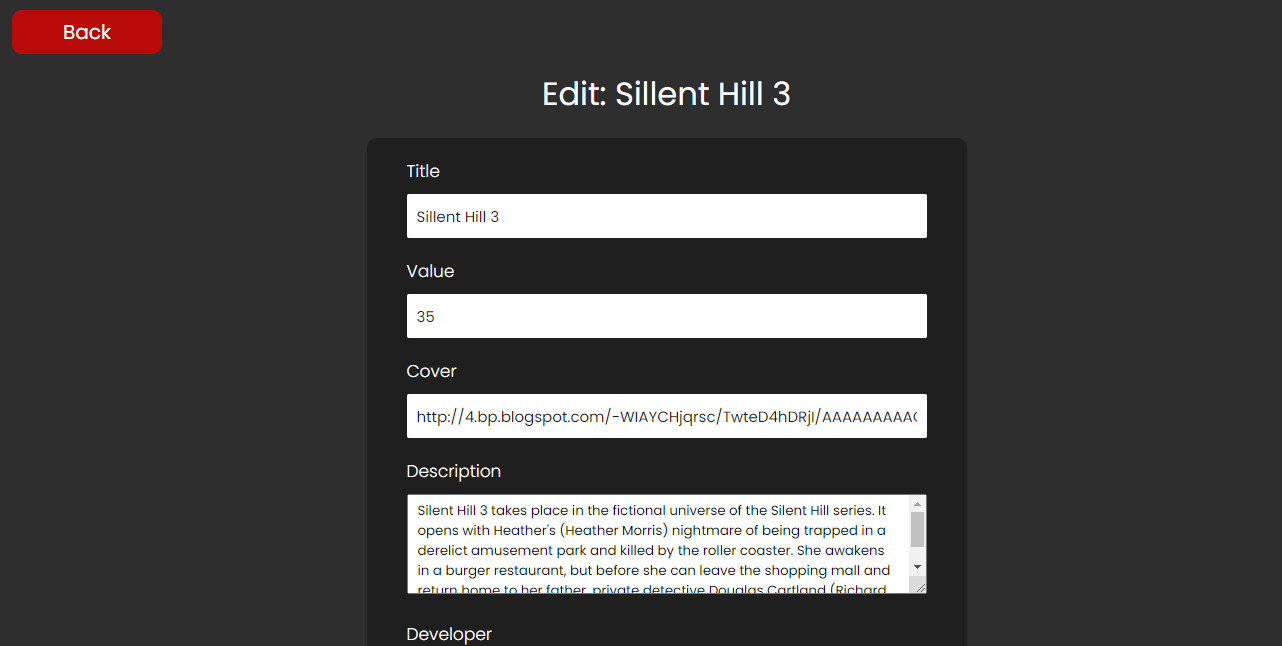 Back
Edit: Sillent Hill 3
Title
Sillent Hill 3
Value
35
Cover
http://4.bp.blogspot.com/-WIAYCHjqrsc/TwteD4hDRjI/AAAAAAAAA
Description
Silent Hill 3 takes place in the fictional universe of the Silent Hill series. It
opens with Heather's (Heather Morris) nightmare of being trapped in a
derelict amusement park and killed by the roller coaster. She awakens
in a burger restaurant, but before she can leave the shopping mall and
return home to her father, private detective Douglas Cartland (Richard
Developer